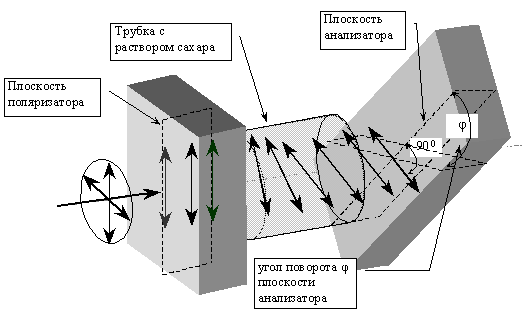 Трубка с
раствором сахара
Плоскость
анализатора
Плоскость
поляризатора
φ
90⁰
угол поворота φ
плоскости
анализатора